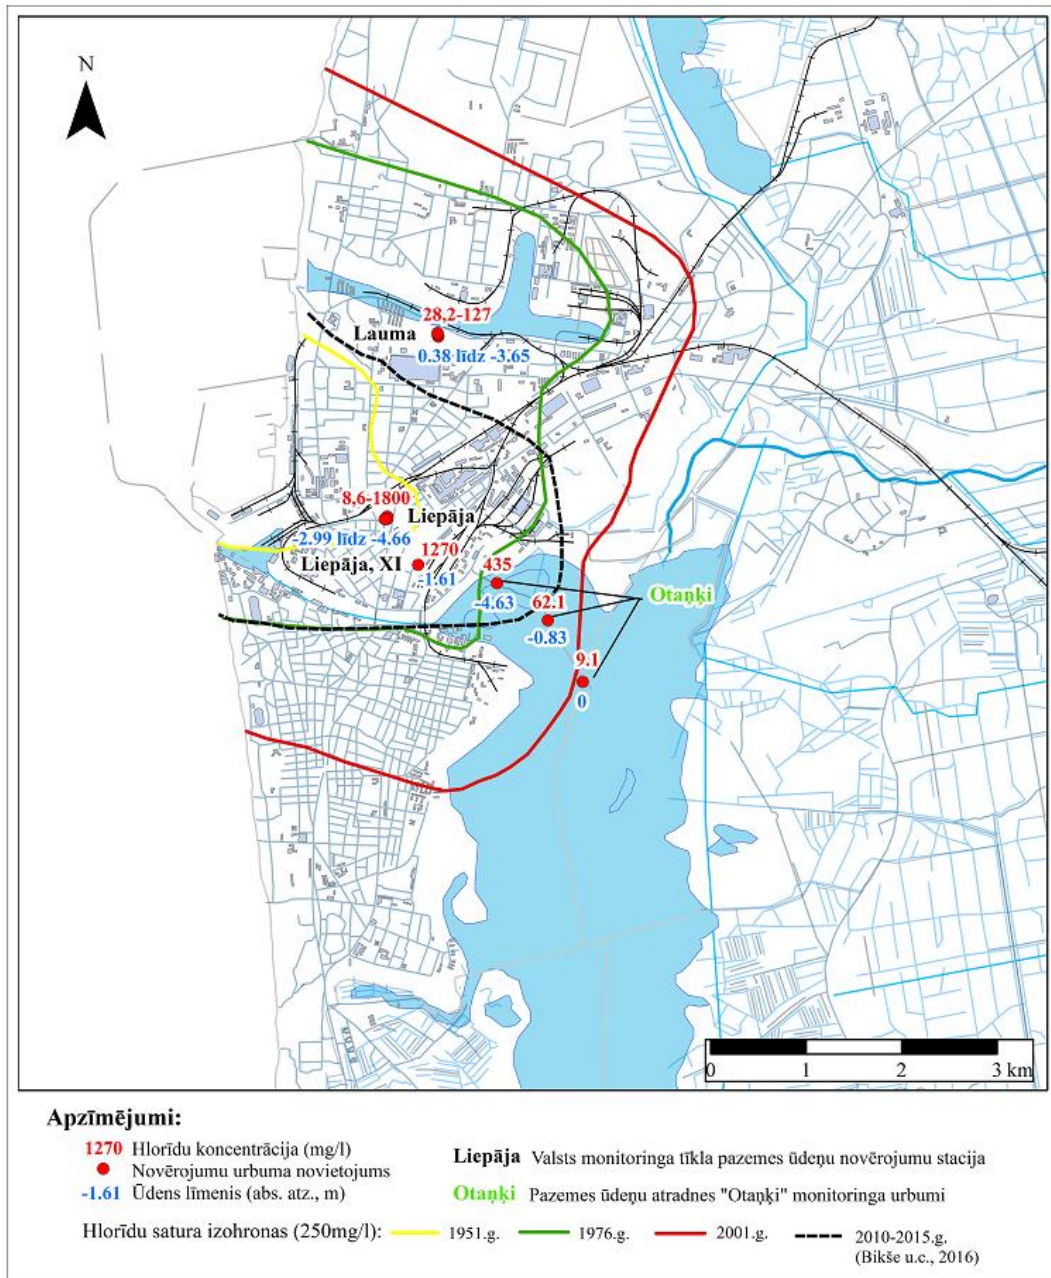 N
28,2-127
Lauma
0.38 līdz -3.65
8,6-1800
Liepāja
-2.99 līdz -4.66
1270
Liepāja, XI
-1.61
435
-4.63
Otaņķi
62.1
-0.83
9.1
0
0 1 2 3 km
Apzīmējumi:
1270 Hlorīdu koncentrācija (mg/l)
Novērojumu urbuma novietojums
-1.61 Ūdens līmenis (abs. atz., m)
Liepāja Valsts monitoringa tīkla pazemes ūdeņu novērojumu stacija
Otaņķi Pazemes ūdeņu atradnes "Otaņķi" monitoringa urbumi
Hlorīdu satura izohronas (250mg/l): 1951.g. 1976.g. 2001.g. 2010-2015.g.
(Bikše u.c., 2016)